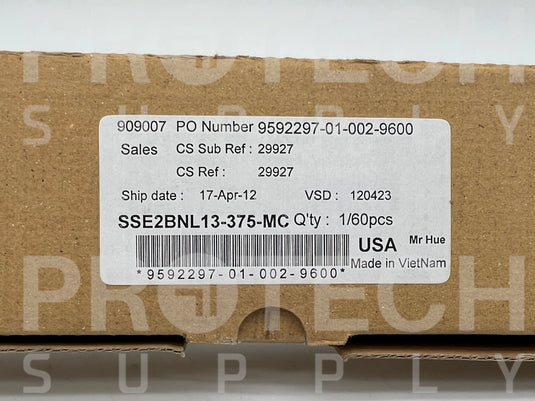 PROTECH
SUPPLY
909007 PO Number 9592297-01-002-9600
Sales CS Sub Ref : 29927
CS Ref : 29927
Ship date : 17-Apr-12 VSD : 120423
SSE2BNL13-375-MC Q'ty : 1/60pcs
USA Mr Hue
*9592297-01-002-9600* Made in VietNam
PROTECH
SUPPLY